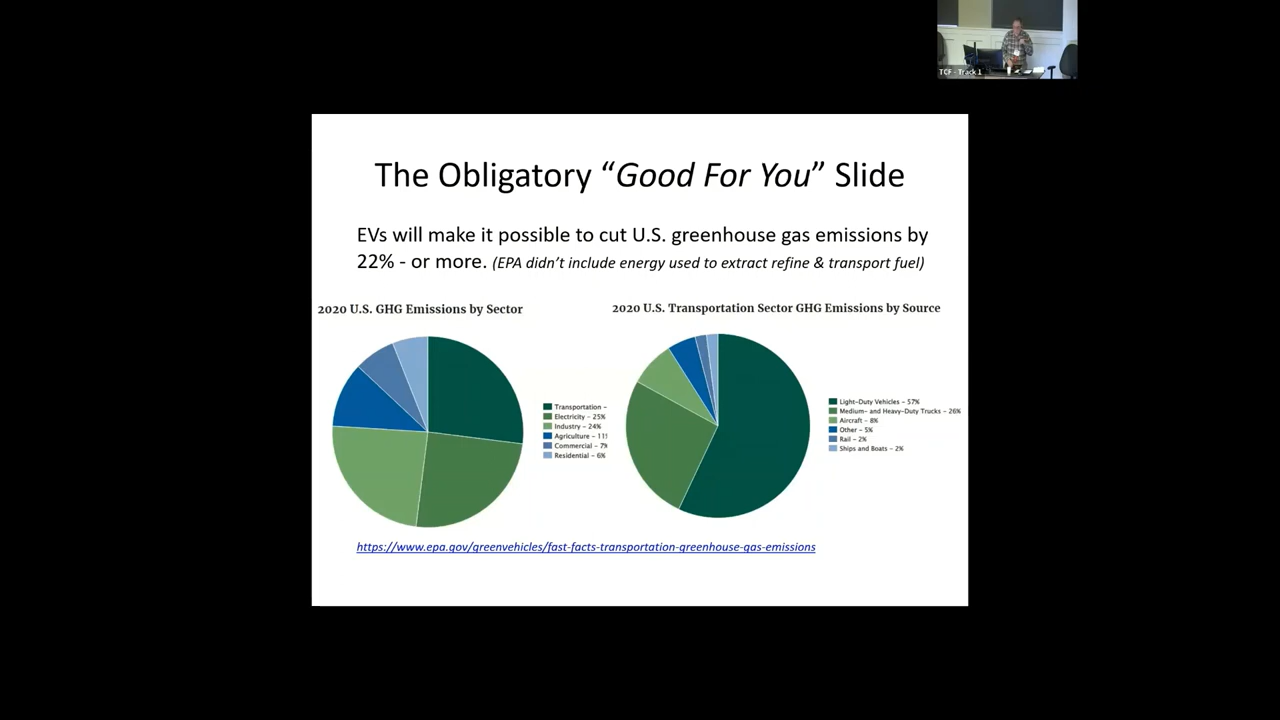 TCF - Track 1
The Obligatory “Good For You” Slide
EVs will make it possible to cut U.S. greenhouse gas emissions by
22% - or more. (EPA didn’t include energy used to extract refine & transport fuel)
2020 U.S. GHG Emissions by Sector
Transportation –
Electricity – 25%
Industry – 24%
Agriculture – 11
Commercial – 7%
Residential – 6%
2020 U.S. Transportation Sector GHG Emissions by Source
Light-Duty Vehicles – 57%
Medium- and Heavy-Duty Trucks – 26%
Aircraft – 8%
Other – 5%
Rail – 2%
Ships and Boats – 2%
https://www.epa.gov/greenvehicles/fast-facts-transportation-greenhouse-gas-emissions